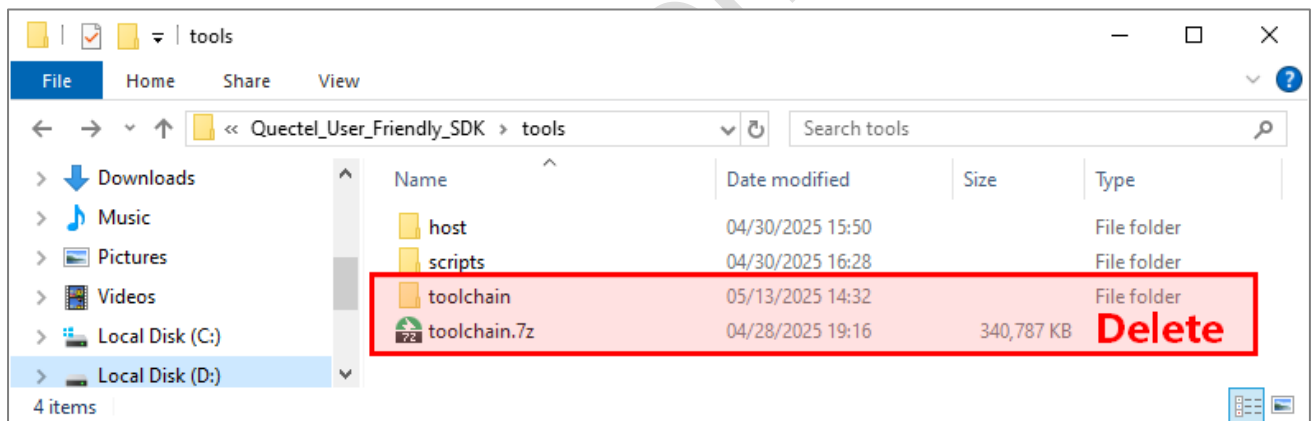 tools
File Home Share View
« Quectel_User_Friendly_SDK > tools Search tools
Downloads Name Date modified Size Type
Music host 04/30/2025 15:50 File folder
Pictures scripts 04/30/2025 16:28 File folder
Videos toolchain 05/13/2025 14:32 File folder
Local Disk (C:) toolchain.7z 04/28/2025 19:16 340,787 KB Delete
Local Disk (D:)
4 items